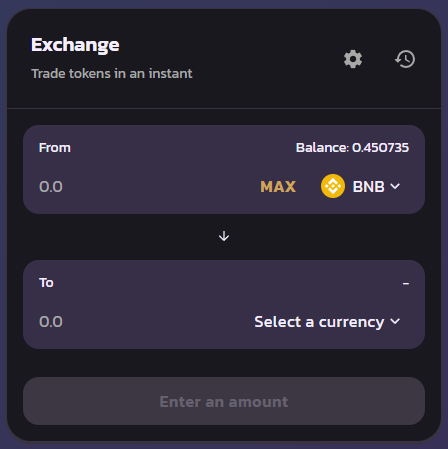 Exchange
Trade tokens in an instant
From
Balance: 0.450735
0.0
MAX
BNB
To
-
0.0
Select a currency
Enter an amount